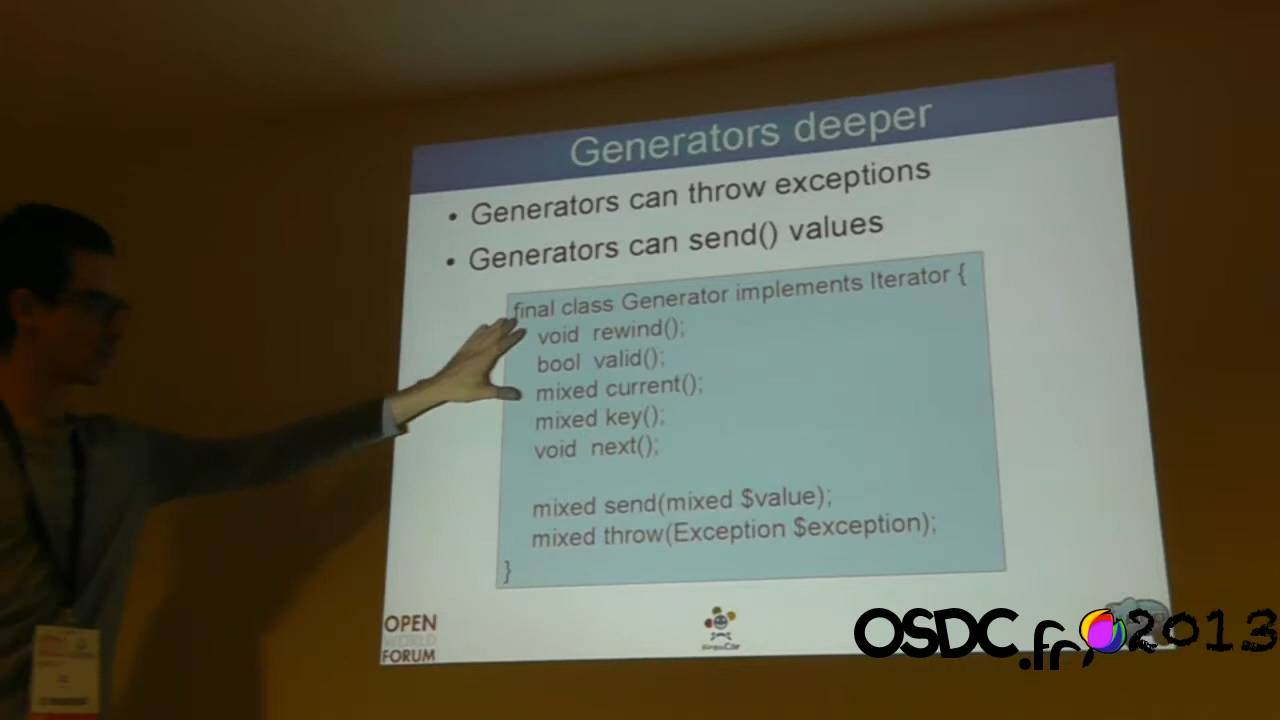 Generators deeper
• Generators can throw exceptions
• Generators can send() values
final class Generator implements Iterator {
void rewind();
bool valid();
mixed current();
mixed key();
void next();
mixed send(mixed $value);
mixed throw(Exception $exception);
}
OPEN
WORLD
FORUM
OSDC.fr 2013